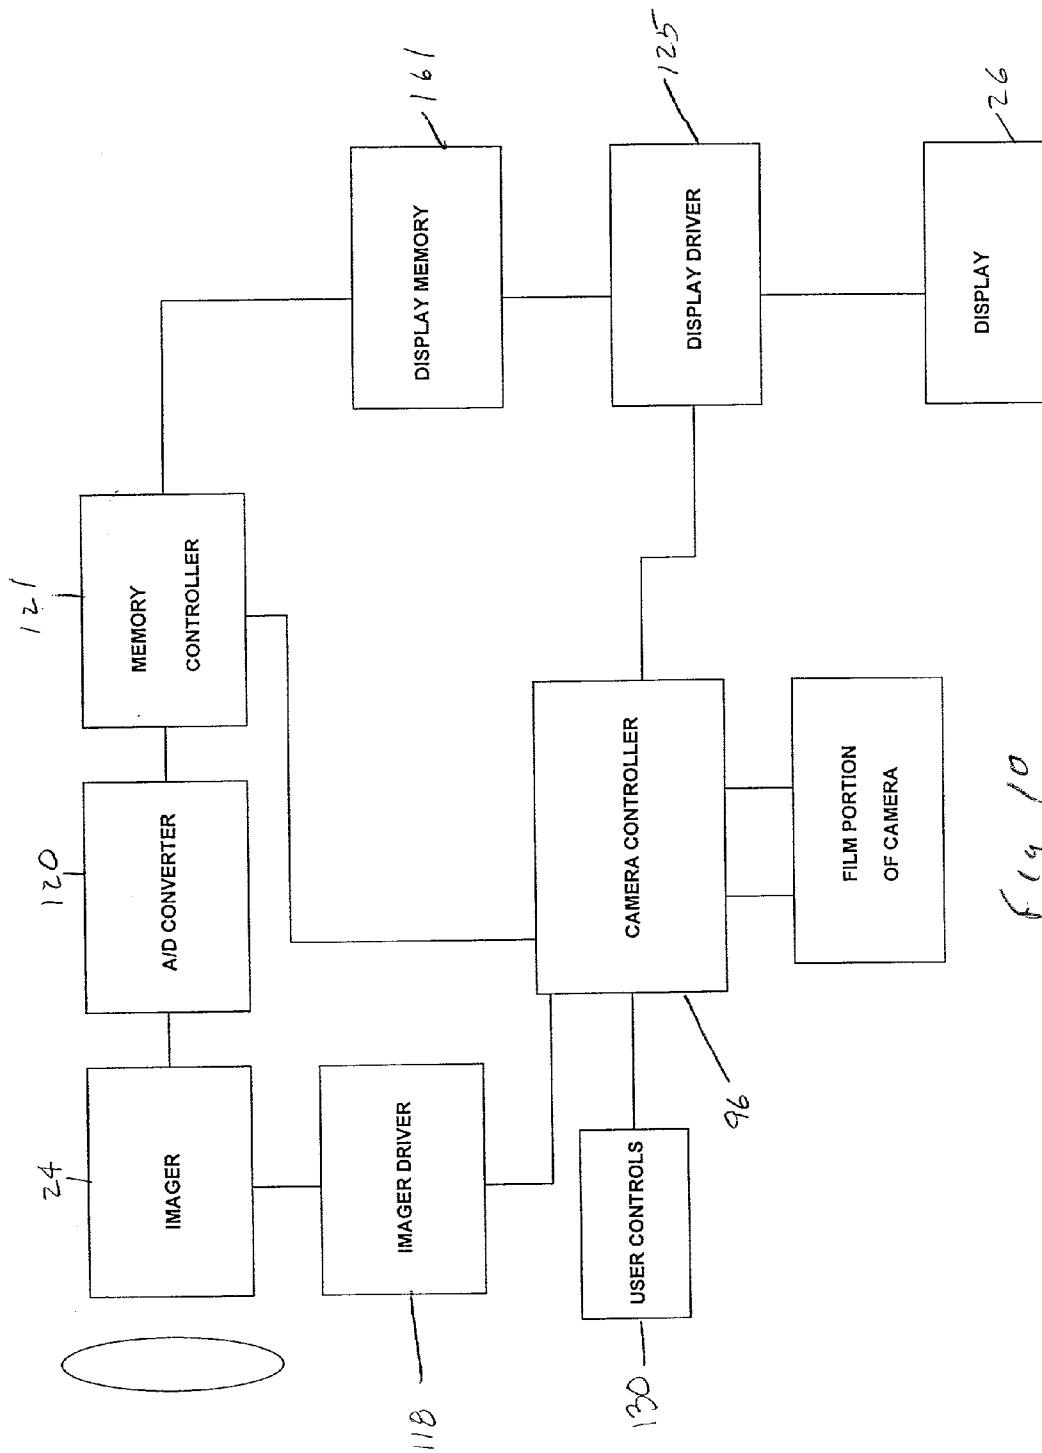 24
120
121
IMAGER
A/D CONVERTER
MEMORY
CONTROLLER
118
IMAGER DRIVER
DISPLAY MEMORY
161
130
USER CONTROLS
96
CAMERA CONTROLLER
DISPLAY DRIVER
125
FILM PORTION
OF CAMERA
DISPLAY
26
Fig 10